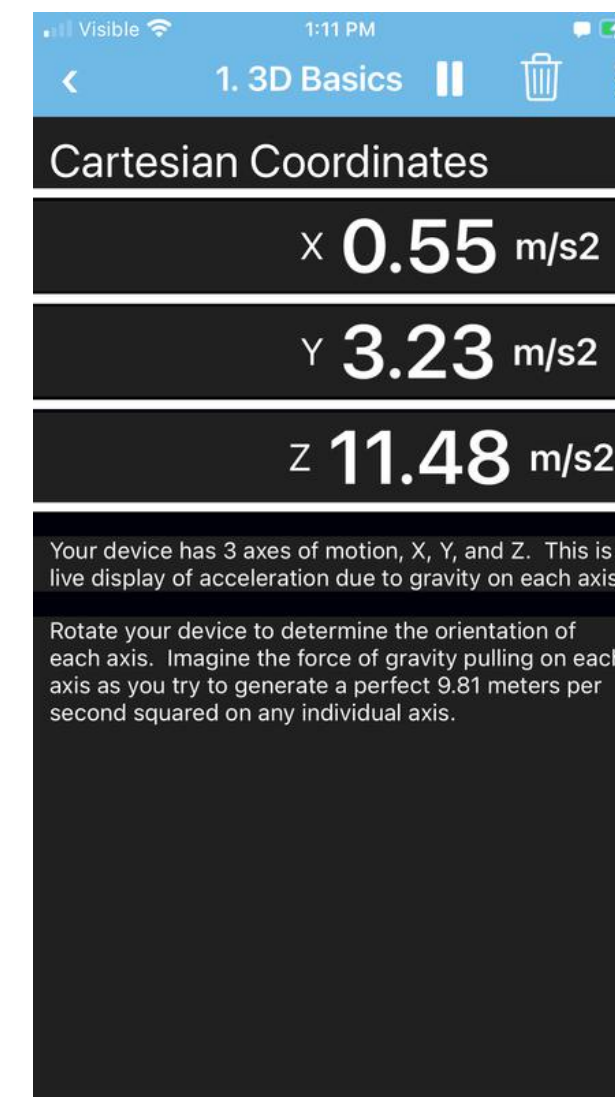 Visible 1:11 PM
1. 3D Basics
Cartesian Coordinates
X 0.55 m/s2
Y 3.23 m/s2
Z 11.48 m/s2
Your device has 3 axes of motion, X, Y, and Z. This is
live display of acceleration due to gravity on each axis
Rotate your device to determine the orientation of
each axis. Imagine the force of gravity pulling on each
axis as you try to generate a perfect 9.81 meters per
second squared on any individual axis.